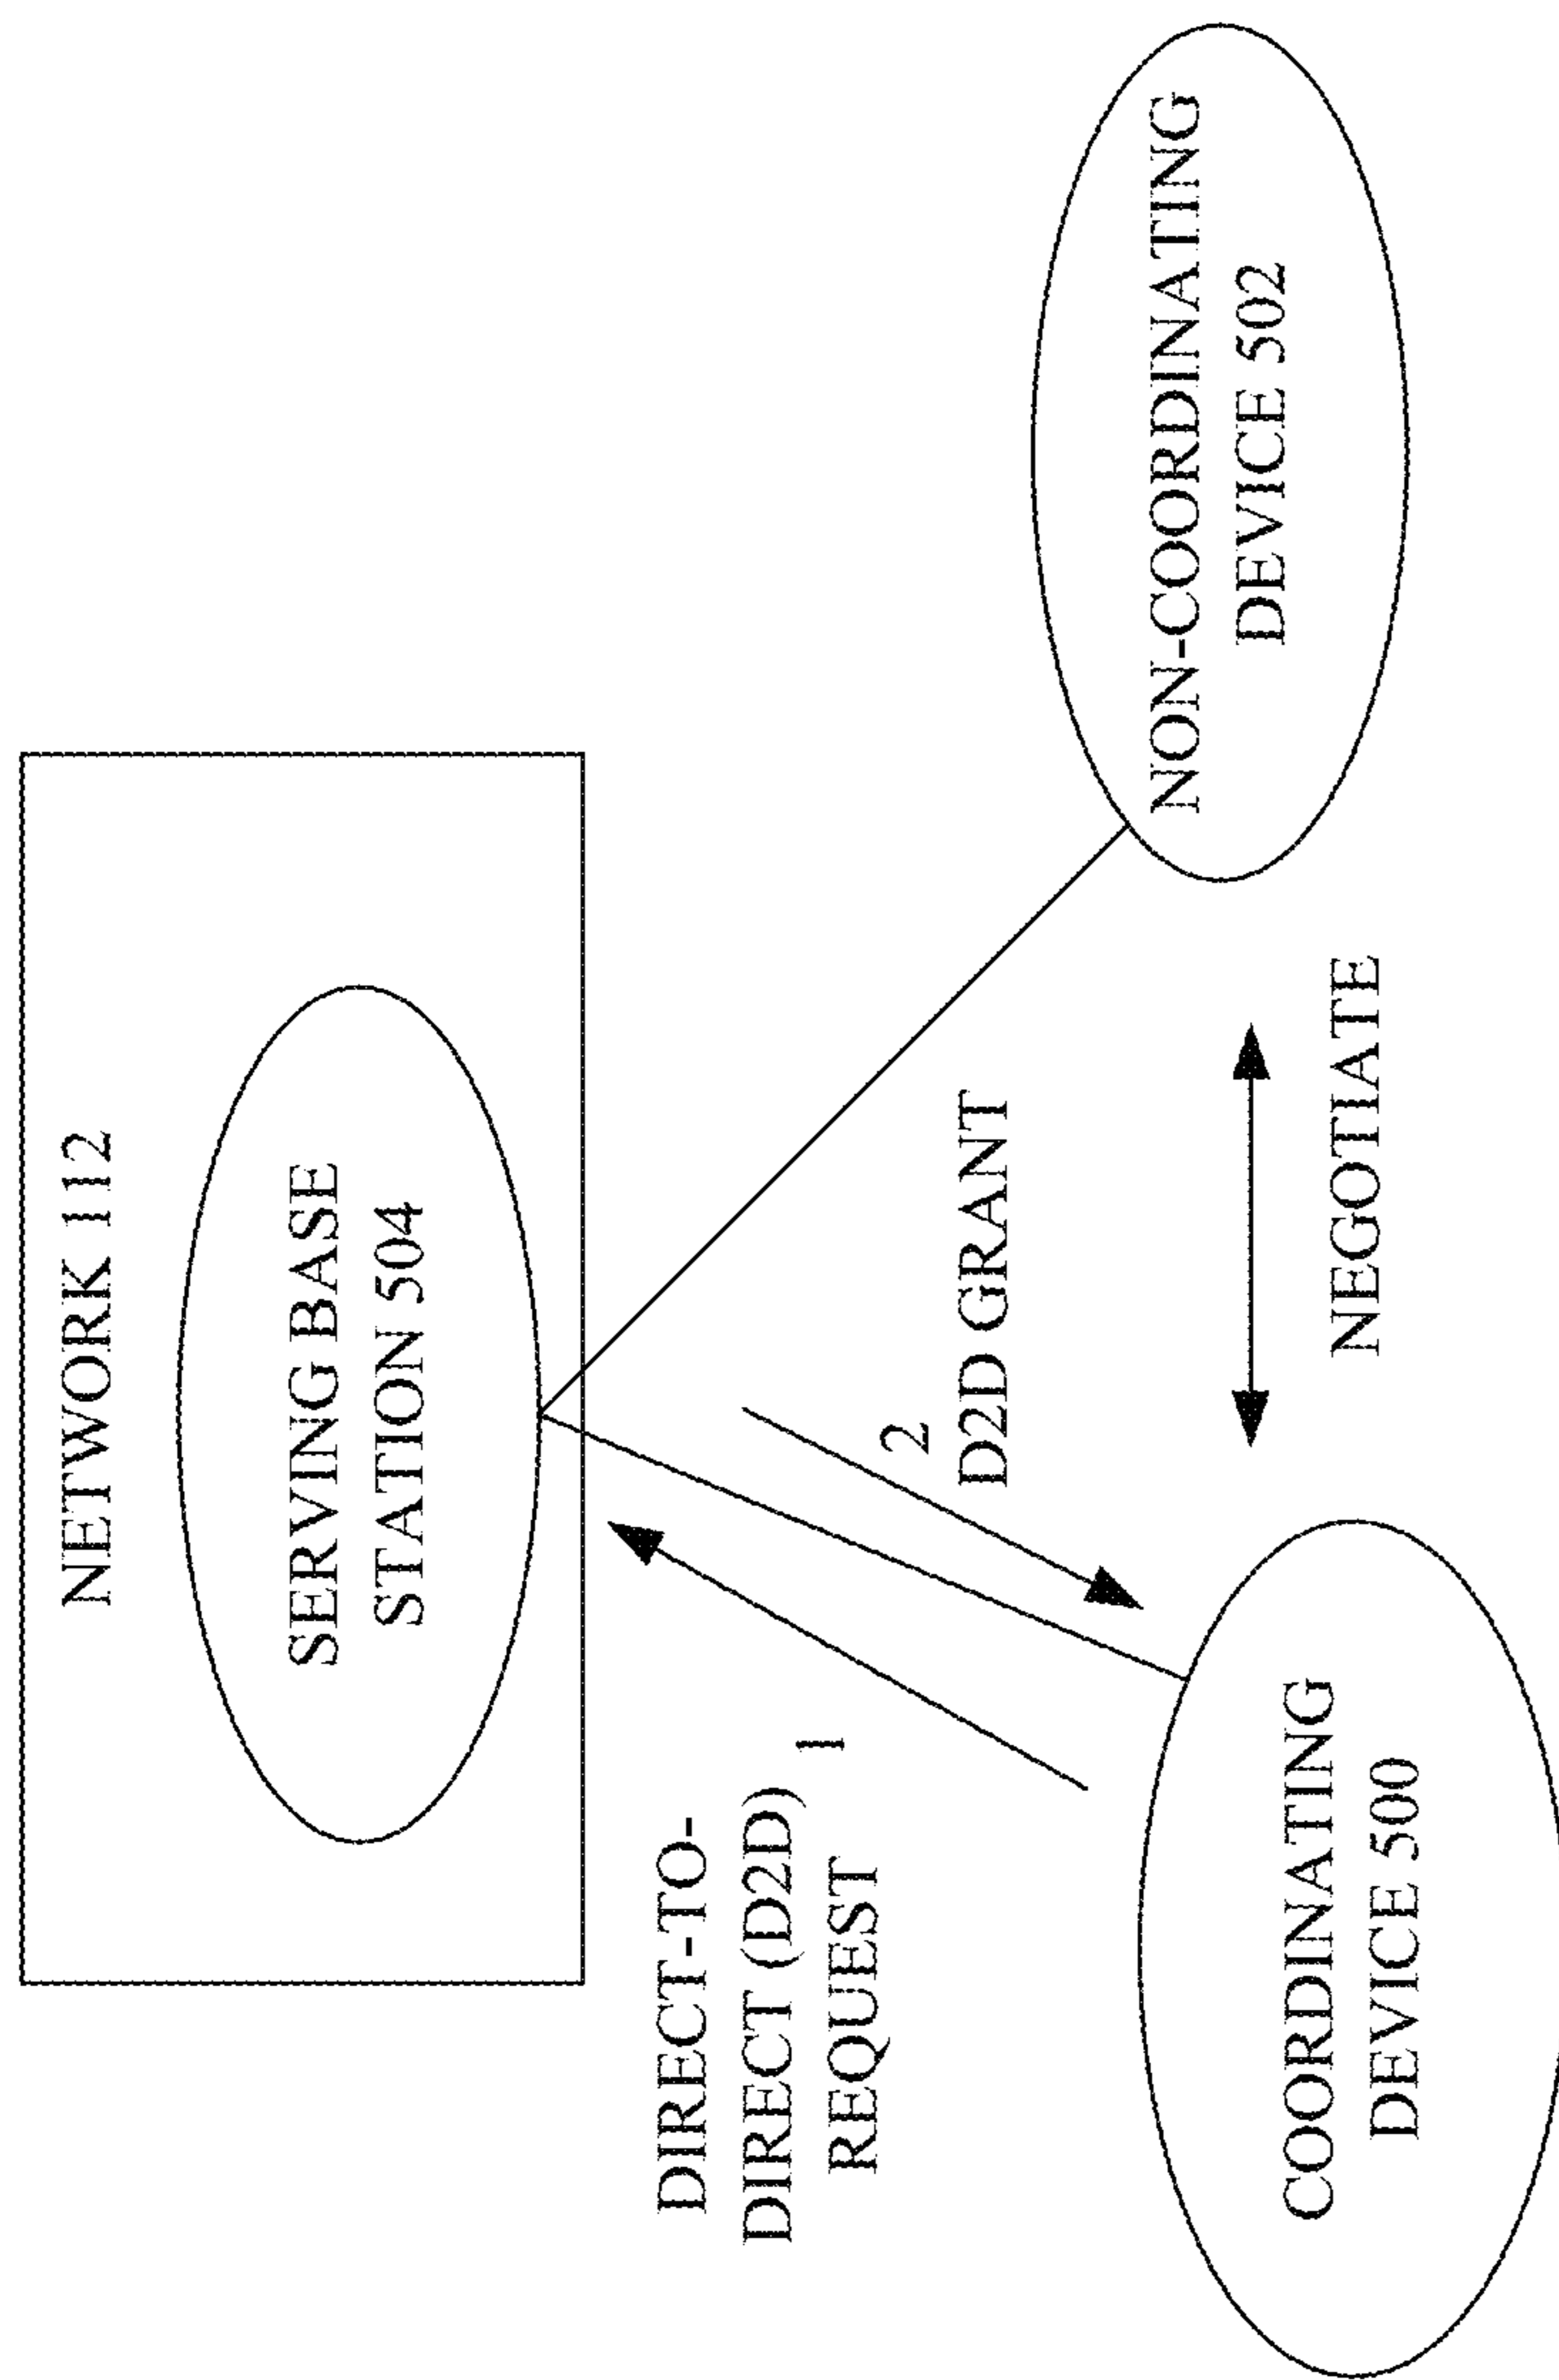 NETWORK 112
SERVING BASE
STATION 504
DIRECT-TO-
DIRECT (D2D)
REQUEST
1
2
D2D GRANT
COORDINATING
DEVICE 500
NEGOTIATE
NON-COORDINATING
DEVICE 502